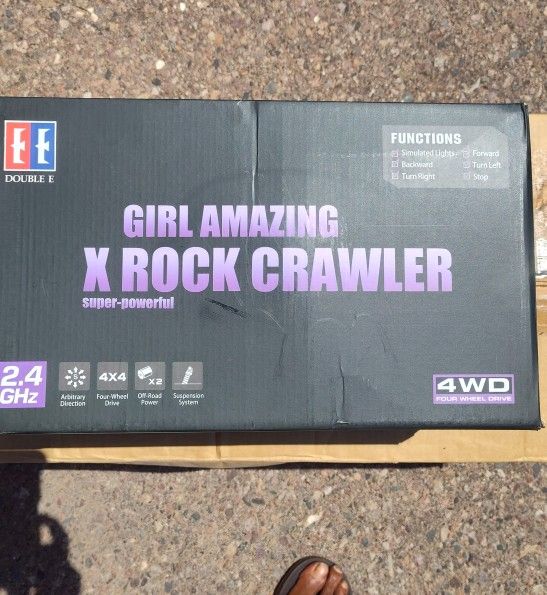 EE
DOUBLE E
FUNCTIONS
Simulated Lights Forward
Backward Turn Left
Turn Right Stop
GIRL AMAZING
X ROCK CRAWLER
super-powerful
2.4
GHz
S 4X4 X2
Arbitrary Direction
Four-Wheel Drive
Off-Road Power
Suspension System
4WD
FOUR WHEEL DRIVE